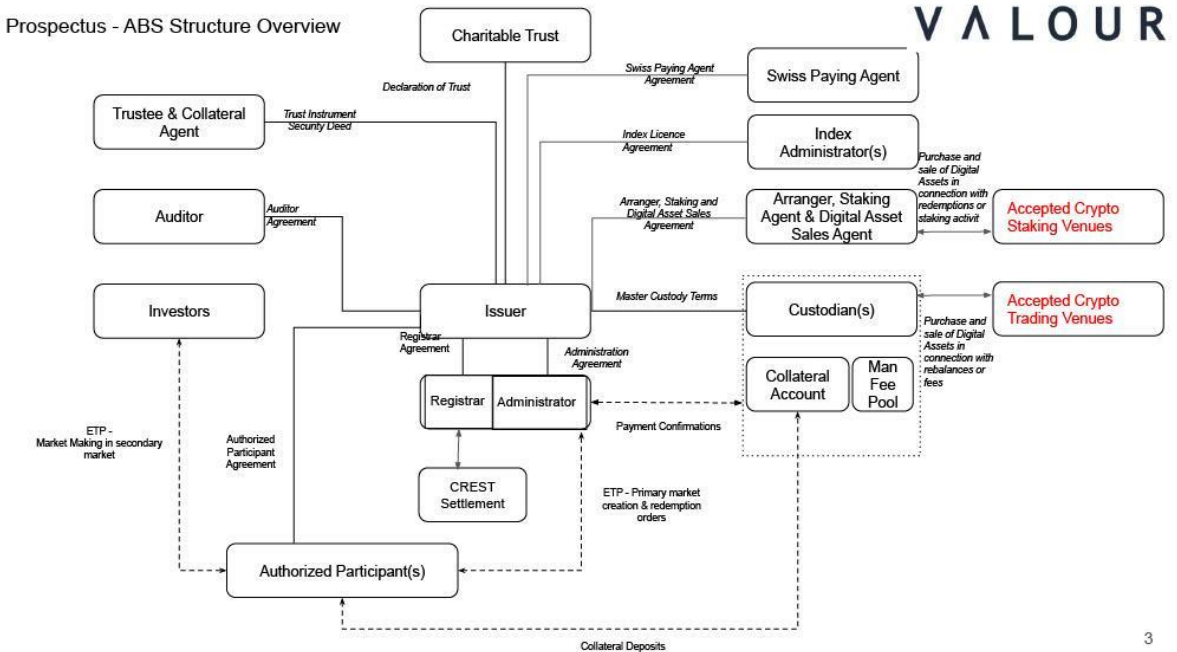 Prospectus - ABS Structure Overview
VALOUR
Charitable Trust
Declaration of Trust
Swiss Paying Agent
Agreement
Swiss Paying Agent
Trustee & Collateral
Agent
Trust Instrument
Security Deed
Index Licence
Agreement
Index
Administrator(s)
Purchase and
sale of Digital
Assets in
connection with
redemptions or
staking activit
Auditor
Auditor
Agreement
Arranger, Staking and
Digital Asset Sales
Agreement
Arranger, Staking
Agent & Digital Asset
Sales Agent
Accepted Crypto
Staking Venues
Investors
Issuer
Master Custody Terms
Custodian(s)
Accepted Crypto
Trading Venues
Purchase and
sale of Digital
Assets in
connection with
rebalances or
fees
Registrar
Agreement
Administration
Agreement
Registrar
Administrator
Collateral
Account
Man
Fee
Pool
Payment Confirmations
ETP -
Market Making in secondary
market
Authorized
Participant
Agreement
CREST
Settlement
ETP - Primary market
creation & redemption
orders
Authorized Participant(s)
Collateral Deposits
3